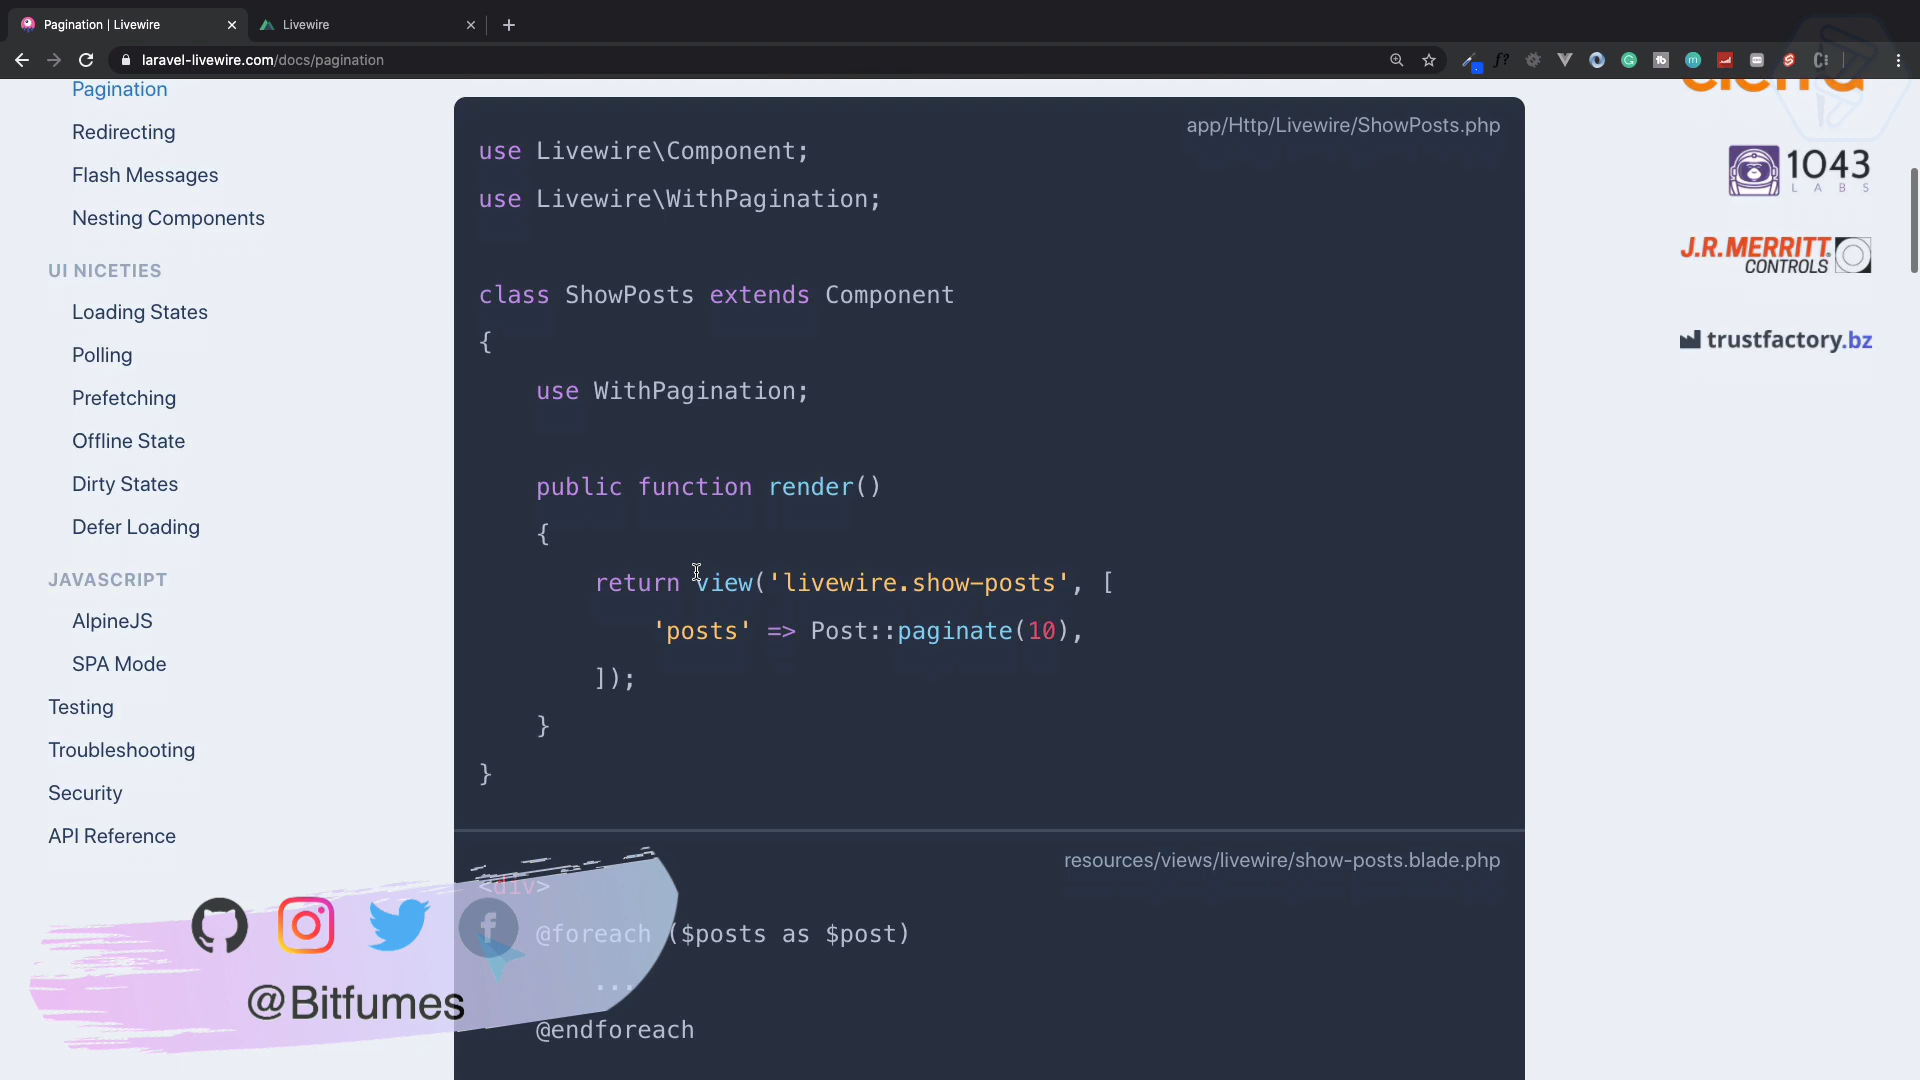 Pagination | Livewire
Livewire
laravel-livewire.com/docs/pagination
Pagination
Redirecting
Flash Messages
Nesting Components
UI NICETIES
Loading States
Polling
Prefetching
Offline State
Dirty States
Defer Loading
JAVASCRIPT
AlpineJS
SPA Mode
Testing
Troubleshooting
Security
API Reference
app/Http/Livewire/ShowPosts.php
use Livewire\Component;
use Livewire\WithPagination;
class ShowPosts extends Component
{
use WithPagination;
public function render()
{
return view('livewire.show-posts', [
'posts' => Post::paginate(10),
]);
}
}
resources/views/livewire/show-posts.blade.php
<div>
@foreach ($posts as $post)
...
@endforeach
1043
LABS
J.R.MERRITT
CONTROLS
trustfactory.bz
@Bitfumes